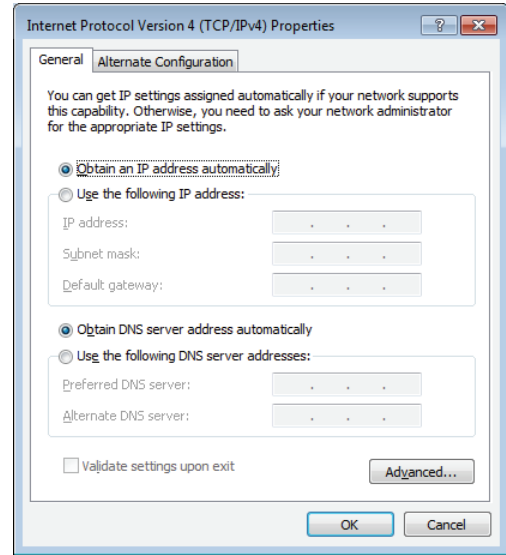 Internet Protocol Version 4 (TCP/IPv4) Properties
General
Alternate Configuration
You can get IP settings assigned automatically if your network supports
this capability. Otherwise, you need to ask your network administrator
for the appropriate IP settings.
Obtain an IP address automatically
Use the following IP address:
IP address:
Subnet mask:
Default gateway:
Obtain DNS server address automatically
Use the following DNS server addresses:
Preferred DNS server:
Alternate DNS server:
Validate settings upon exit
Advanced...
OK
Cancel